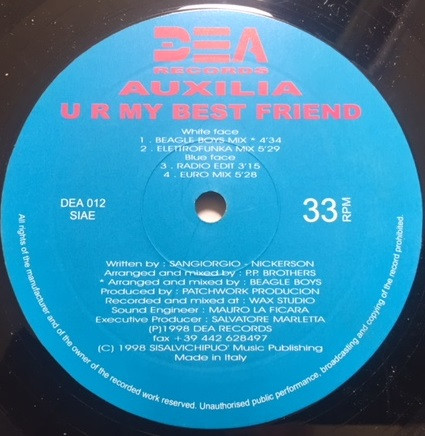 DEA
RECORDS
AUXILIA
U R MY BEST FRIEND
White face
1 . BEAGLE BOYS MIX * 4'34
2 . ELETTROFUNKA MIX 5'29
Blue face
3 . RADIO EDIT 3'15
4 . EURO MIX 5'28
DEA 012
SIAE
33 RPM
Written by : SANGIORGIO - NICKERSON
Arranged and mixed by : P.P. BROTHERS
* Arranged and mixed by : BEAGLE BOYS
Produced by : PATCHWORK PRODUCION
Recorded and mixed at : WAX STUDIO
Sound Engineer : MAURO LA FICARA
Executive Producer : SALVATORE MARLETTA
(P)1998 DEA RECORDS
fax +39 442 628497
(C) 1998 SISALVICHIPUO' Music Publishing
Made in Italy
All rights of the manufacturer and of the owner of the recorded work reserved. Unauthorised public performance, broadcasting and copying of the record prohibited.